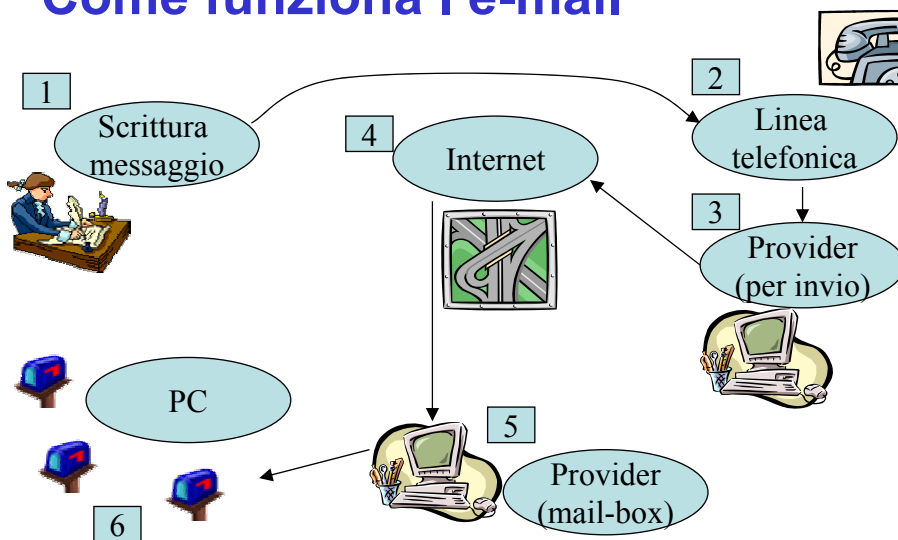 Come funziona l'e-mail
1
Scrittura
messaggio
2
Linea
telefonica
3
Provider
(per invio)
4
Internet
5
Provider
(mail-box)
6
PC